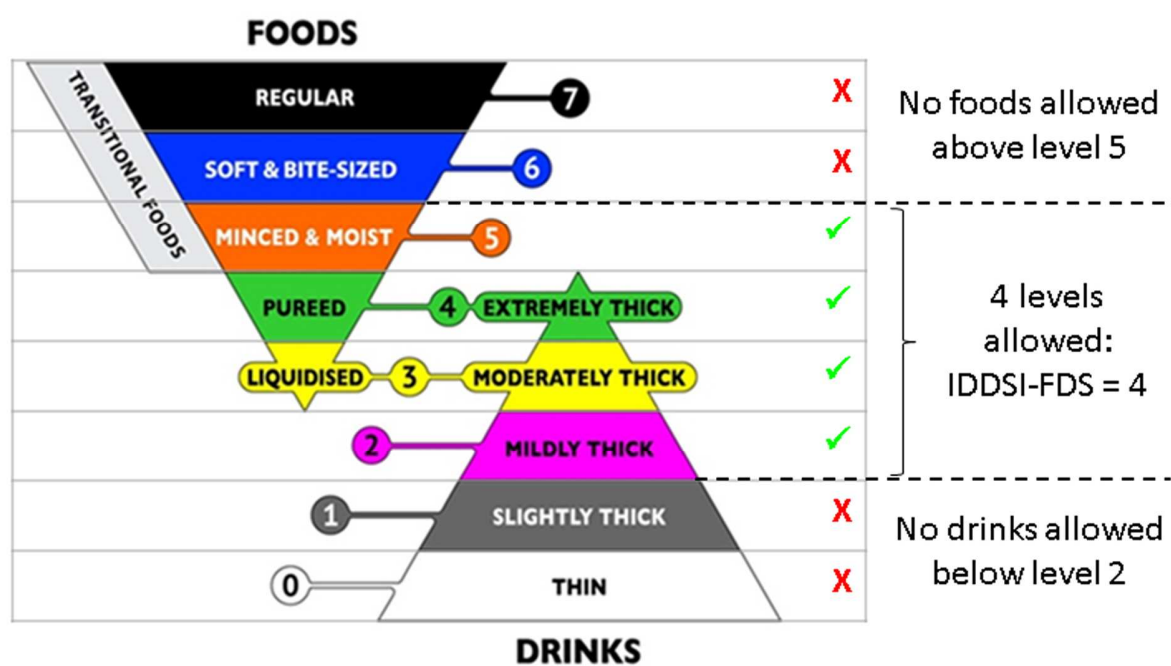 FOODS
TRANSITIONAL FOODS
REGULAR
7
X
No foods allowed
above level 5
SOFT & BITE-SIZED
6
X
MINCED & MOIST
5
✓
PUREED
4
EXTREMELY THICK
✓
4 levels
allowed:
IDDSI-FDS = 4
LIQUIDISED
3
MODERATELY THICK
✓
2
MILDLY THICK
✓
1
SLIGHTLY THICK
X
No drinks allowed
below level 2
0
THIN
X
DRINKS